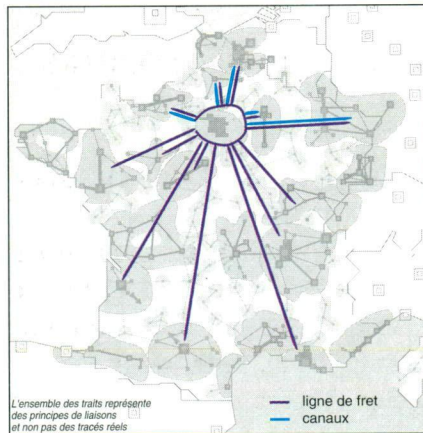 L'ensemble des traits représente
des principes de liaisons
et non pas des tracés réels
ligne de fret
canaux